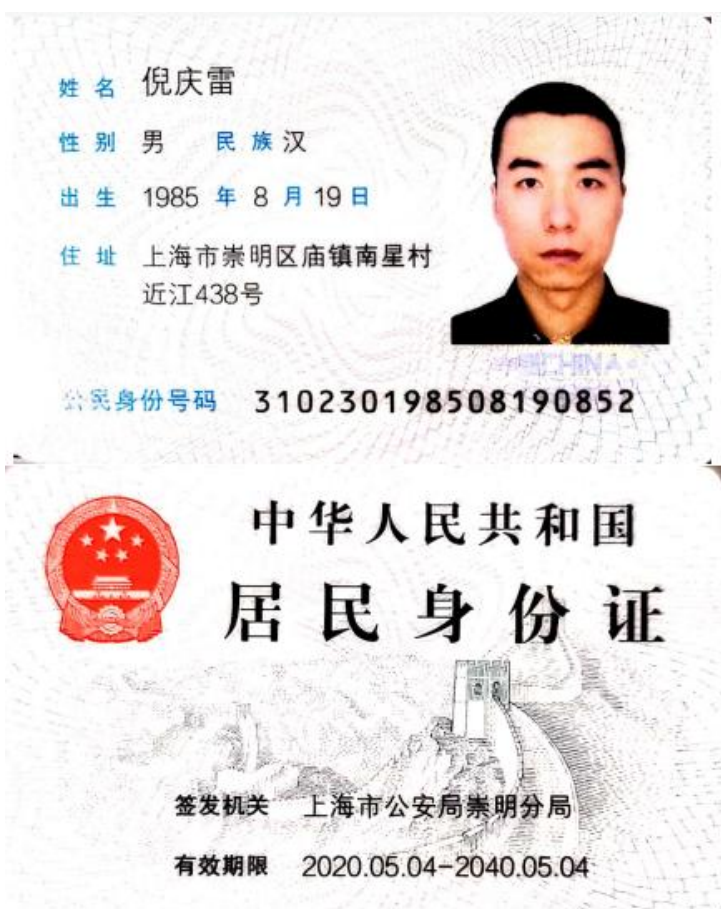 姓名 倪庆雷
性别 男 民族 汉
出生 1985 年 8 月 19 日
住址 上海市崇明区庙镇南星村
近江438号
CHINA
公民身份号码 310230198508190852
中华人民共和国
居民身份证
签发机关 上海市公安局崇明分局
有效期限 2020.05.04-2040.05.04